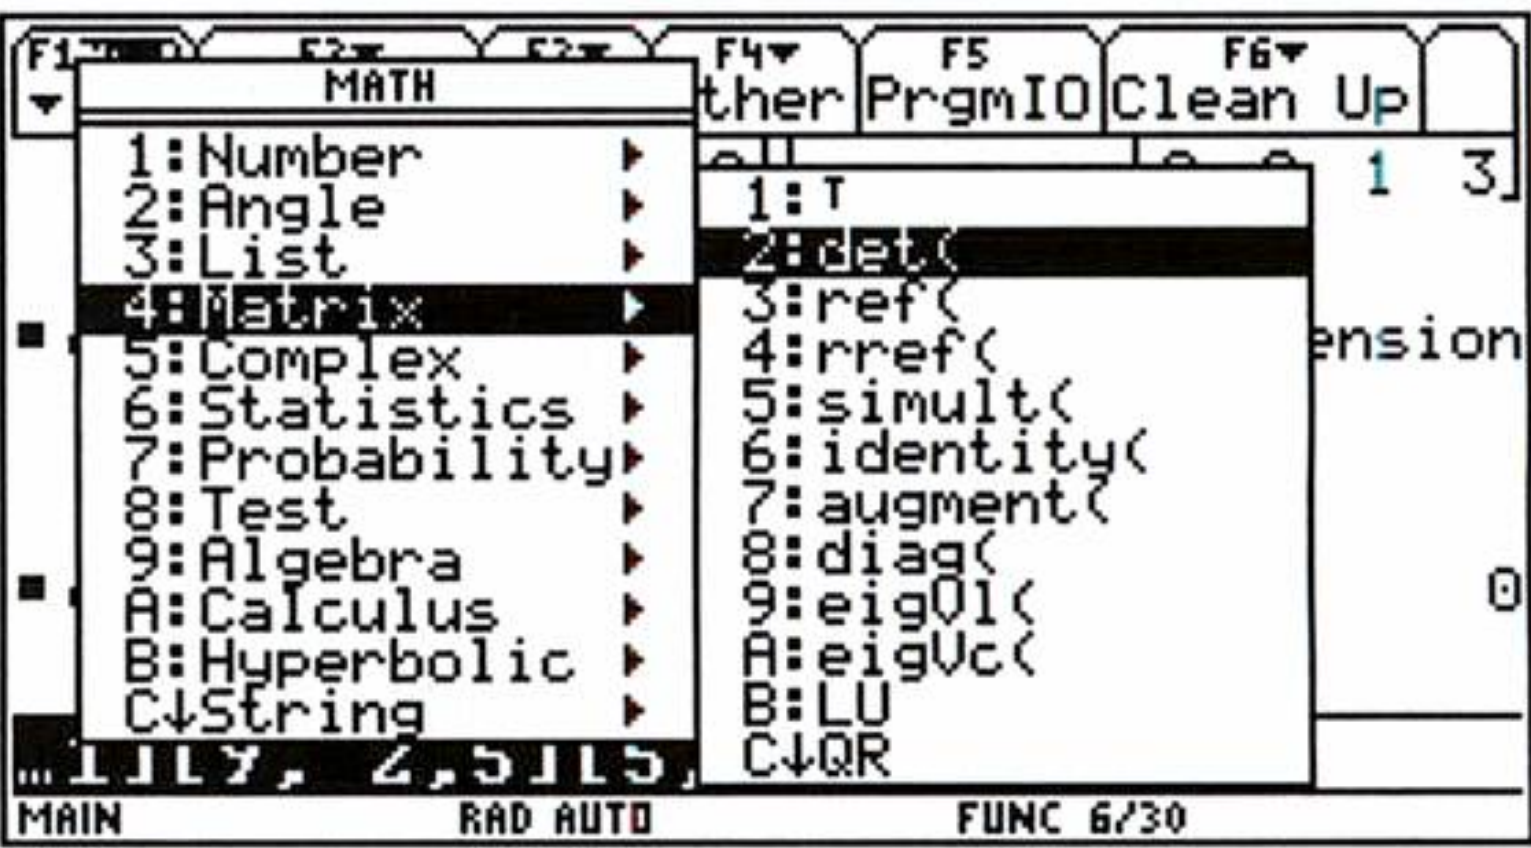 F1 F2 F3 F4 F5 F6
MATH
ther PrgmIO Clean Up
1:Number
2:Angle
3:List
4:Matrix
5:Complex
6:Statistics
7:Probability
8:Test
9:Algebra
A:Calculus
B:Hyperbolic
C↓String
1:T
2:det(
3:ref(
4:rref(
5:simult(
6:identity(
7:augment(
8:diag(
9:eigVl(
A:eigVc(
B:LU
C↓QR
1 3]
ension
0
MAIN RAD AUTO FUNC 6/30